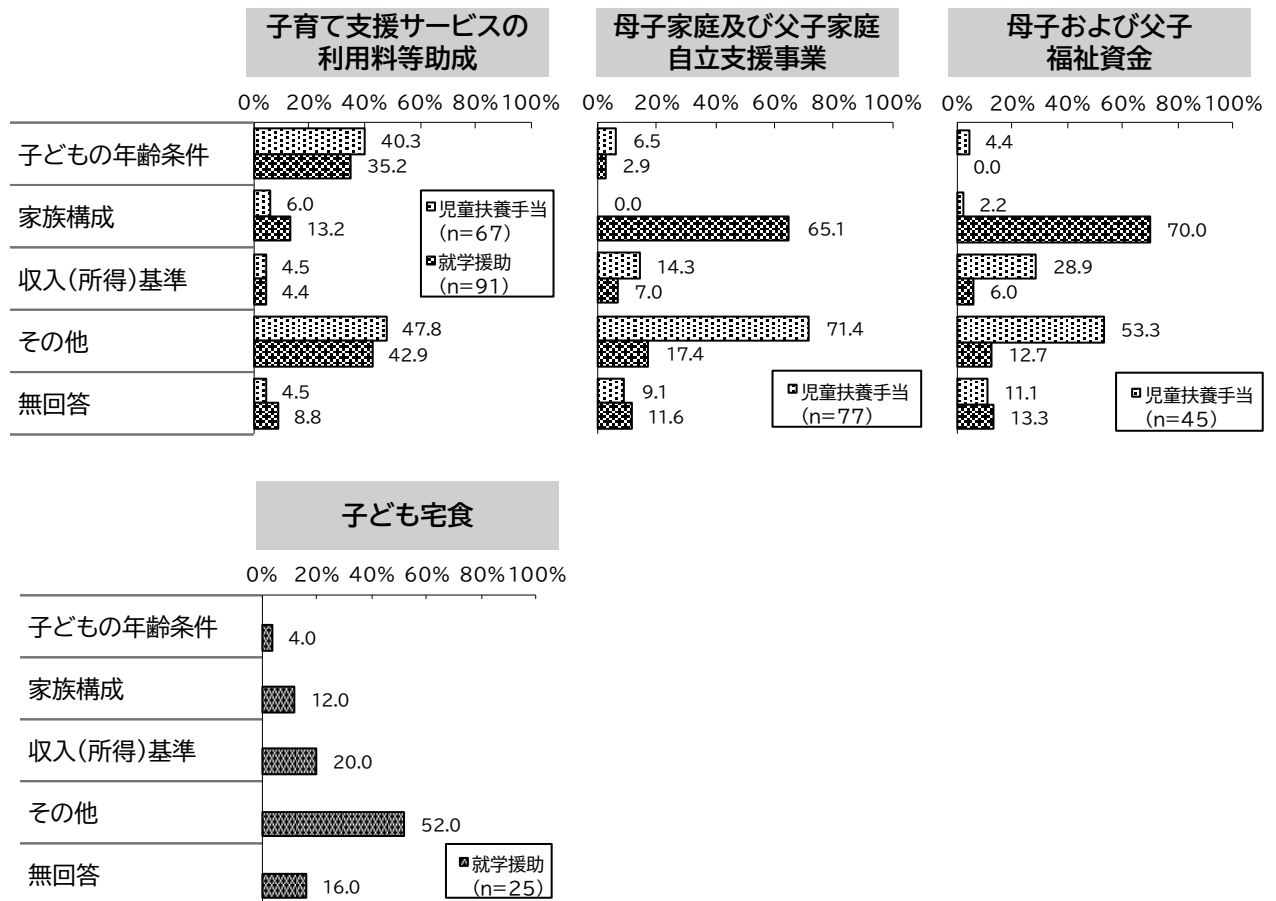 子育て支援サービスの
利用料等助成
母子家庭及び父子家庭
自立支援事業
母子および父子
福祉資金
0% 20% 40% 60% 80% 100%
0% 20% 40% 60% 80% 100%
0% 20% 40% 60% 80% 100%
子どもの年齢条件
40.3
35.2
6.5
2.9
4.4
0.0
家族構成
6.0
13.2
0.0
65.1
2.2
70.0
収入(所得)基準
4.5
4.4
14.3
7.0
28.9
6.0
その他
47.8
42.9
71.4
17.4
53.3
12.7
無回答
4.5
8.8
9.1
11.6
11.1
13.3
児童扶養手当
(n=67)
就学援助
(n=91)
児童扶養手当
(n=77)
児童扶養手当
(n=45)
子ども宅食
0% 20% 40% 60% 80% 100%
子どもの年齢条件
4.0
家族構成
12.0
収入(所得)基準
20.0
その他
52.0
無回答
16.0
就学援助
(n=25)